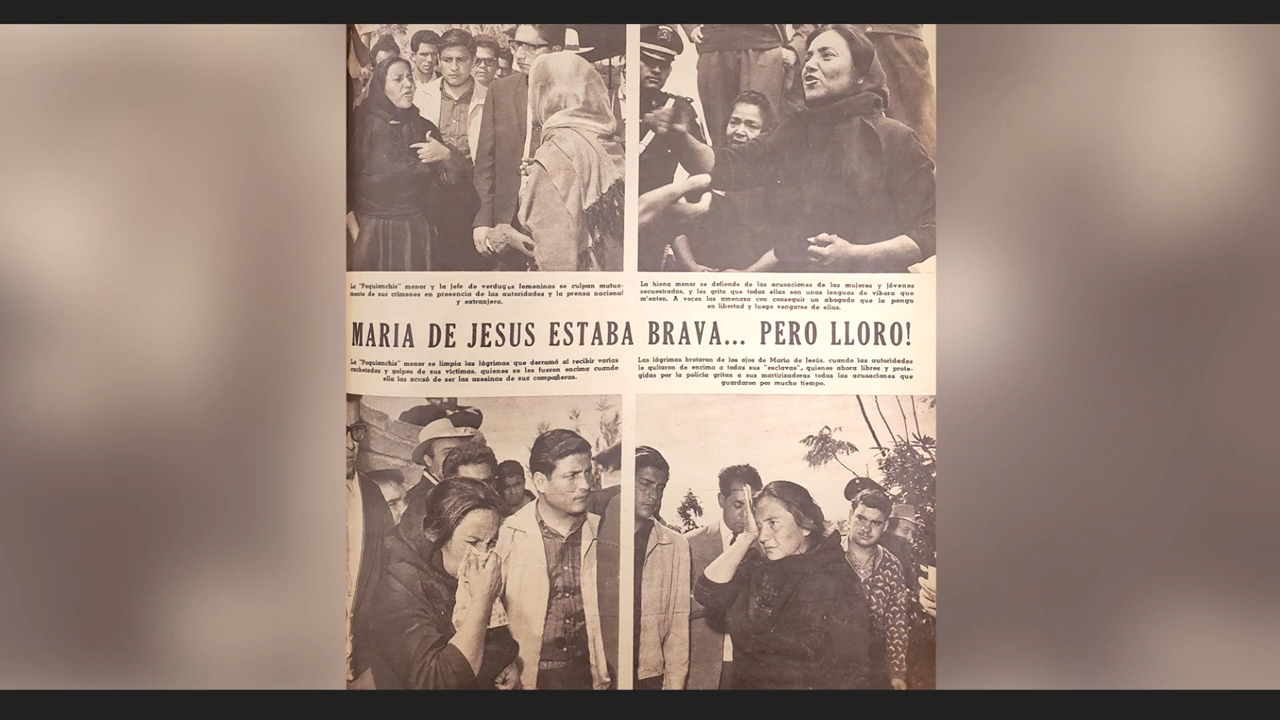 La "Poquianchis" menor y la jefe de verdugos femeninas se culpan mutua-
mente de sus crímenes en presencia de las autoridades y la prensa nacional
y extranjera.
La hiena menor se defiende de las acusaciones de las mujeres y jóvenes
secuestradas, y les grita que todas ellas son unas lenguas de víbora que
mienten. A veces las amenaza con conseguir un abogado que la ponga
en libertad y luego vengarse de ellas.
MARIA DE JESUS ESTABA BRAVA... PERO LLORO!
La "Poquianchis" menor se limpia las lágrimas que derramó al recibir varias
cachetadas y golpes de sus víctimas, quienes se les fueron encima cuando
ella las acusó de ser las asesinas de sus compañeras.
Las lágrimas brotaron de los ojos de María de Jesús, cuando las autoridades
le quitaron de encima a todas sus "esclavas", quienes ahora libres y prote-
gidas por la policía gritan a sus martirizadoras todas las acusaciones que
guardaron por mucho tiempo.